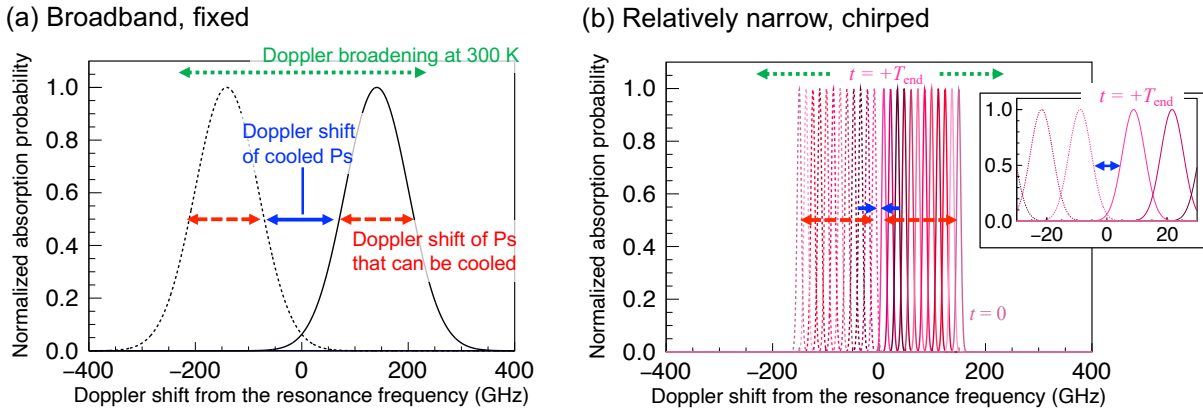 (a) Broadband, fixed
Doppler broadening at 300 K
Normalized absorption probability
1.0
0.8
0.6
0.4
0.2
0.0
Doppler shift
of cooled Ps
Doppler shift of Ps
that can be cooled
−400
−200
0
200
400
Doppler shift from the resonance frequency (GHz)
(b) Relatively narrow, chirped
t = +Tend
Normalized absorption probability
1.0
0.8
0.6
0.4
0.2
0.0
t = 0
−400
−200
0
200
400
Doppler shift from the resonance frequency (GHz)
t = +Tend
1.0
0.5
0.0
−20
0
20